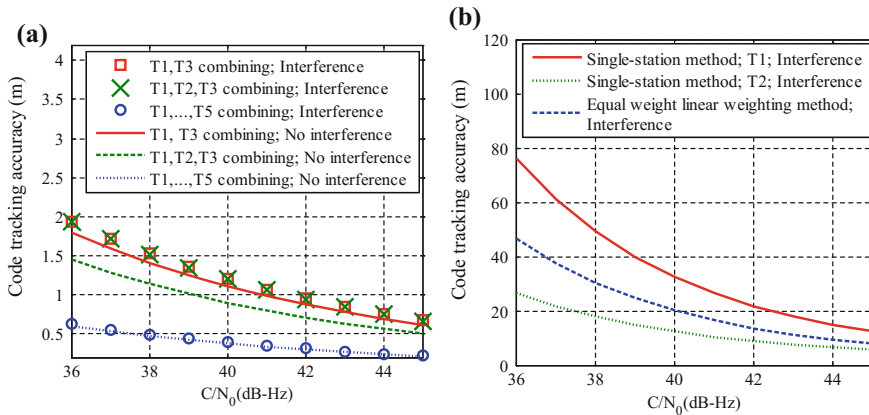 (a)
4
3.5
3
2.5
2
1.5
1
0.5
36
38
40
42
44
Code tracking accuracy (m)
C/N0(dB-Hz)
T1,T3 combining; Interference
T1,T2,T3 combining; Interference
T1,...,T5 combining; Interference
T1, T3 combining; No interference
T1,T2,T3 combining; No interference
T1,...,T5 combining; No interference
(b)
120
100
80
60
40
20
0
36
38
40
42
44
Code tracking accuracy (m)
C/N0(dB-Hz)
Single-station method; T1; Interference
Single-station method; T2; Interference
Equal weight linear weighting method;
Interference